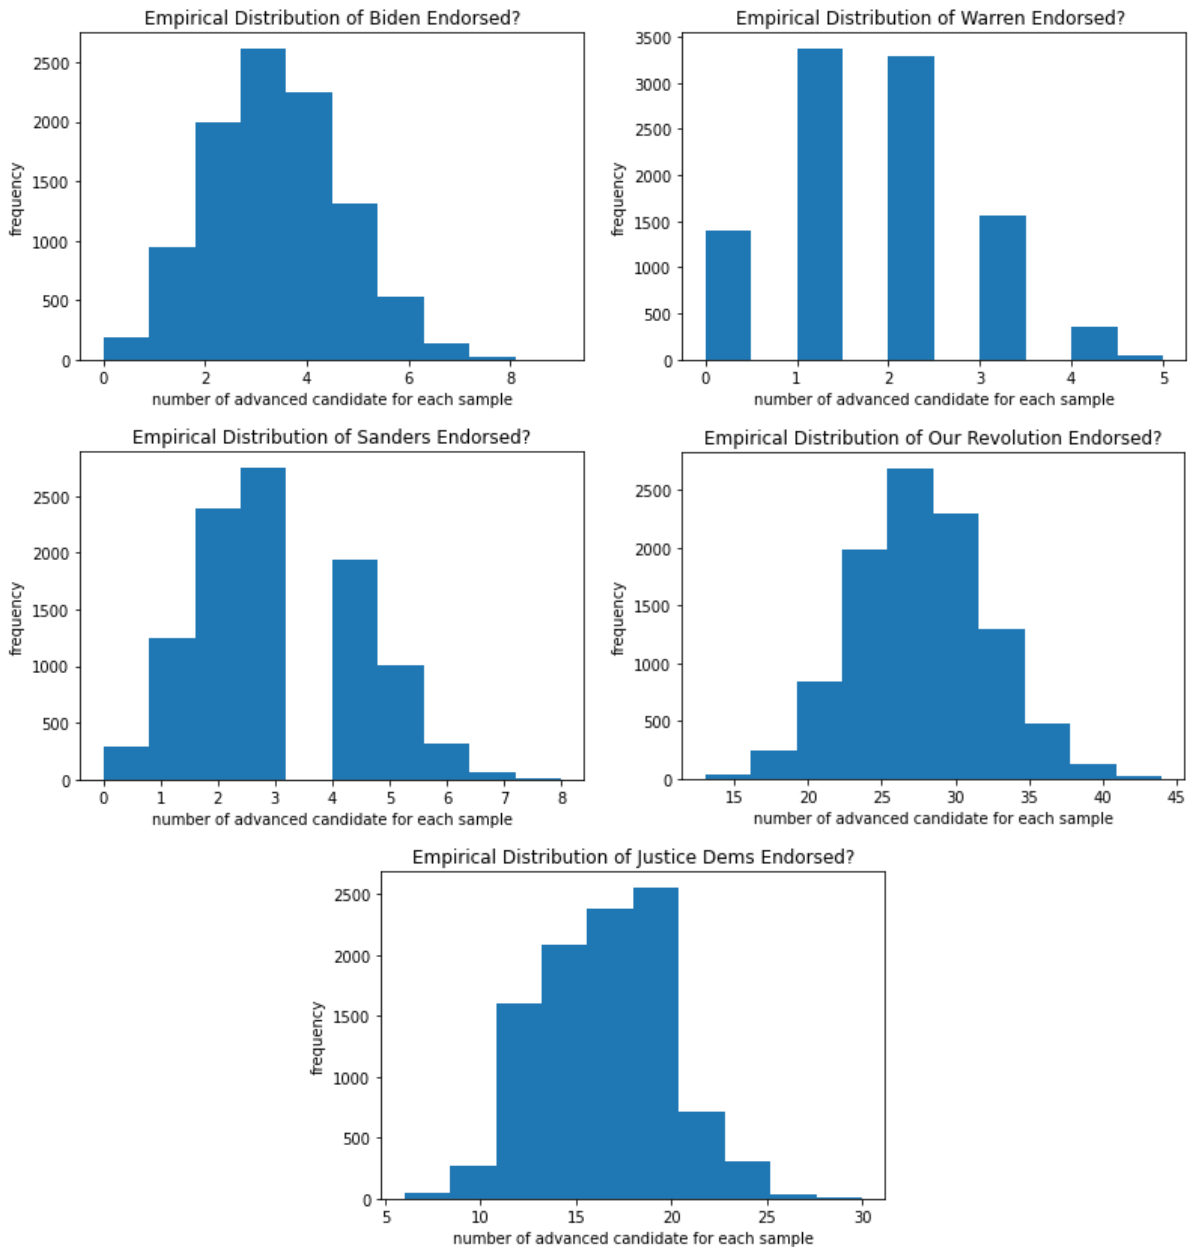 Empirical Distribution of Biden Endorsed?
frequency
2500
2000
1500
1000
500
0
0 2 4 6 8
number of advanced candidate for each sample
Empirical Distribution of Warren Endorsed?
frequency
3500
3000
2500
2000
1500
1000
500
0
0 1 2 3 4 5
number of advanced candidate for each sample
Empirical Distribution of Sanders Endorsed?
frequency
2500
2000
1500
1000
500
0
0 1 2 3 4 5 6 7 8
number of advanced candidate for each sample
Empirical Distribution of Our Revolution Endorsed?
frequency
2500
2000
1500
1000
500
0
15 20 25 30 35 40 45
number of advanced candidate for each sample
Empirical Distribution of Justice Dems Endorsed?
frequency
2500
2000
1500
1000
500
0
5 10 15 20 25 30
number of advanced candidate for each sample